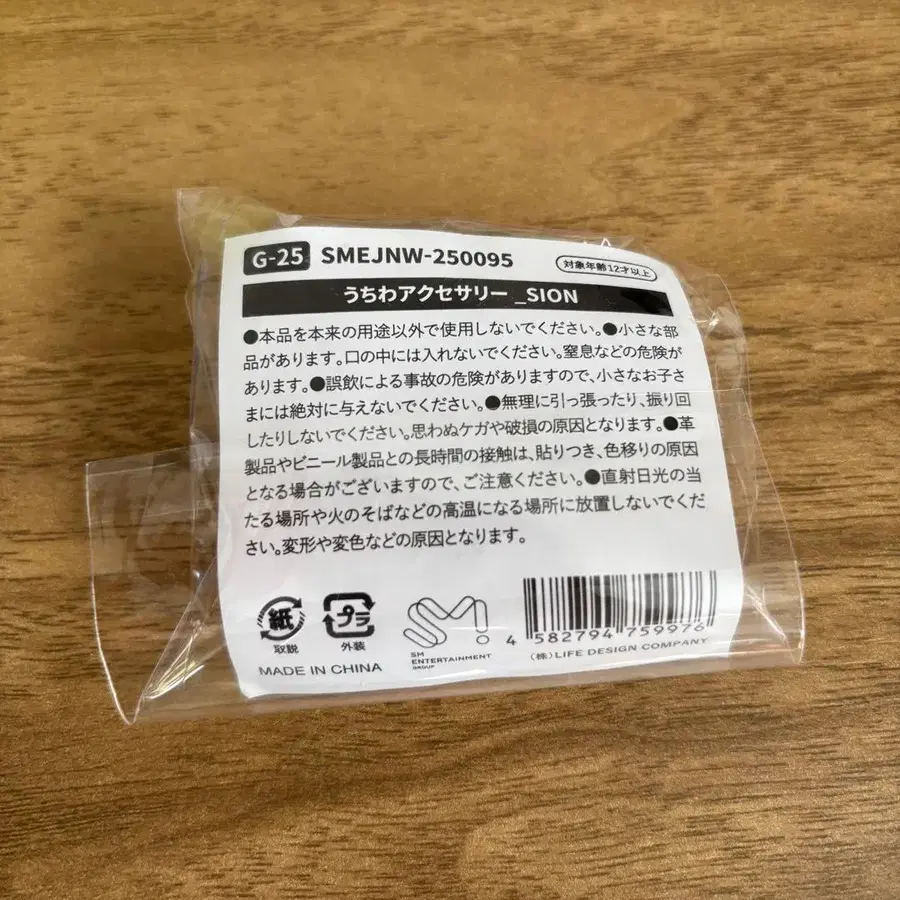 G-25 SMEJNW-250095 対象年齢12才以上
うちわアクセサリー _SION
●本品を本来の用途以外で使用しないでください。●小さな部
品があります。口の中には入れないでください。窒息などの危険が
あります。●誤飲による事故の危険がありますので、小さなお子さ
まには絶対に与えないでください。●無理に引っ張ったり、振り回
したりしないでください。思わぬケガや破損の原因となります。●革
製品やビニール製品との長時間の接触は、貼りつき、色移りの原因
となる場合がございますので、ご注意ください。●直射日光の当
たる場所や火のそばなどの高温になる場所に放置しないでくだ
さい。変形や変色などの原因となります。
紙
取説
プラ
外装
SM!
SM
ENTERTAINMENT
GROUP
4 582794 759976
MADE IN CHINA
(株)LIFE DESIGN COMPANY